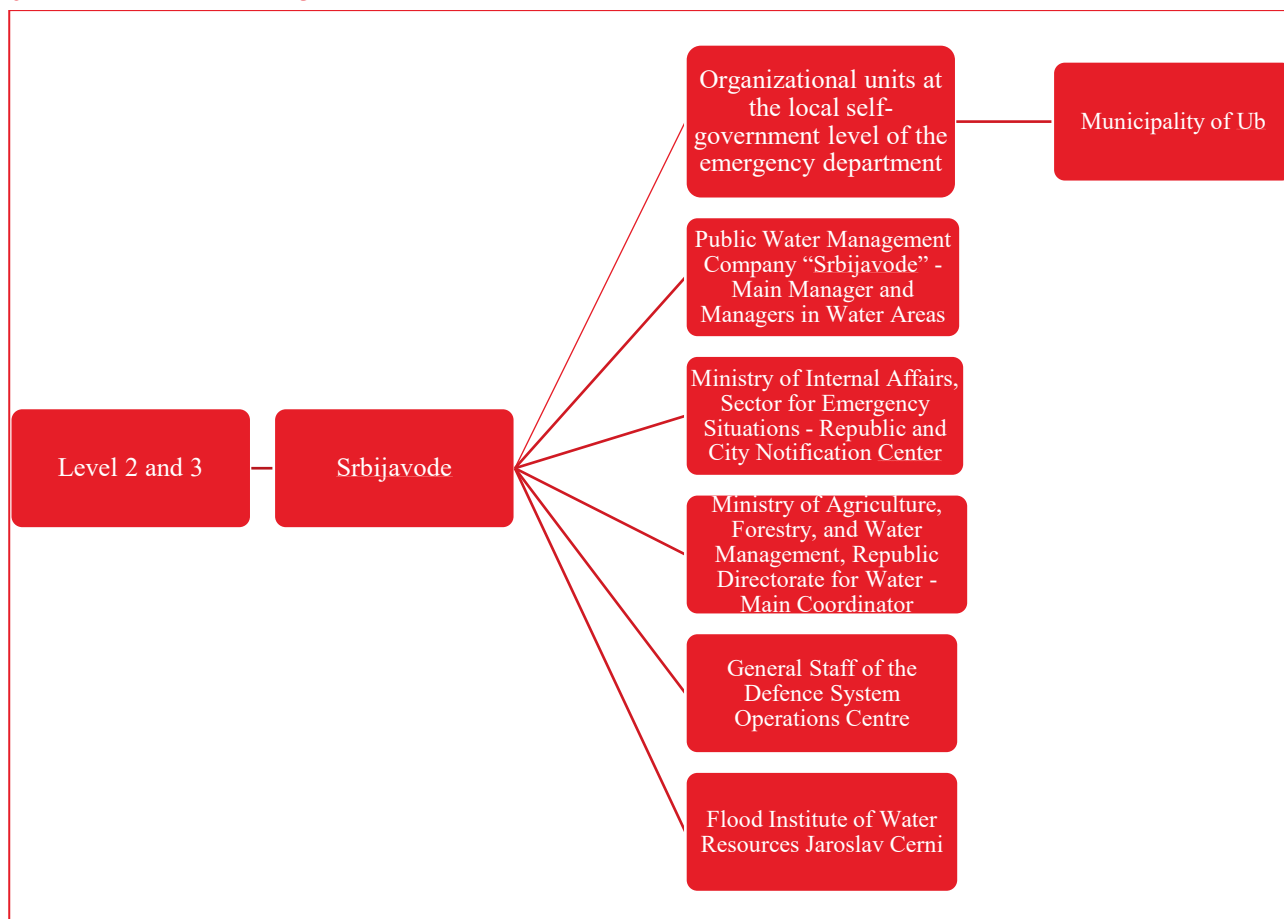 Level 2 and 3
Srbijavode
Organizational units at
the local self-
government level of the
emergency department
Municipality of Ub
Public Water Management
Company “Srbijavode” -
Main Manager and
Managers in Water Areas
Ministry of Internal Affairs,
Sector for Emergency
Situations - Republic and
City Notification Center
Ministry of Agriculture,
Forestry, and Water
Management, Republic
Directorate for Water -
Main Coordinator
General Staff of the
Defence System
Operations Centre
Flood Institute of Water
Resources Jaroslav Cerni